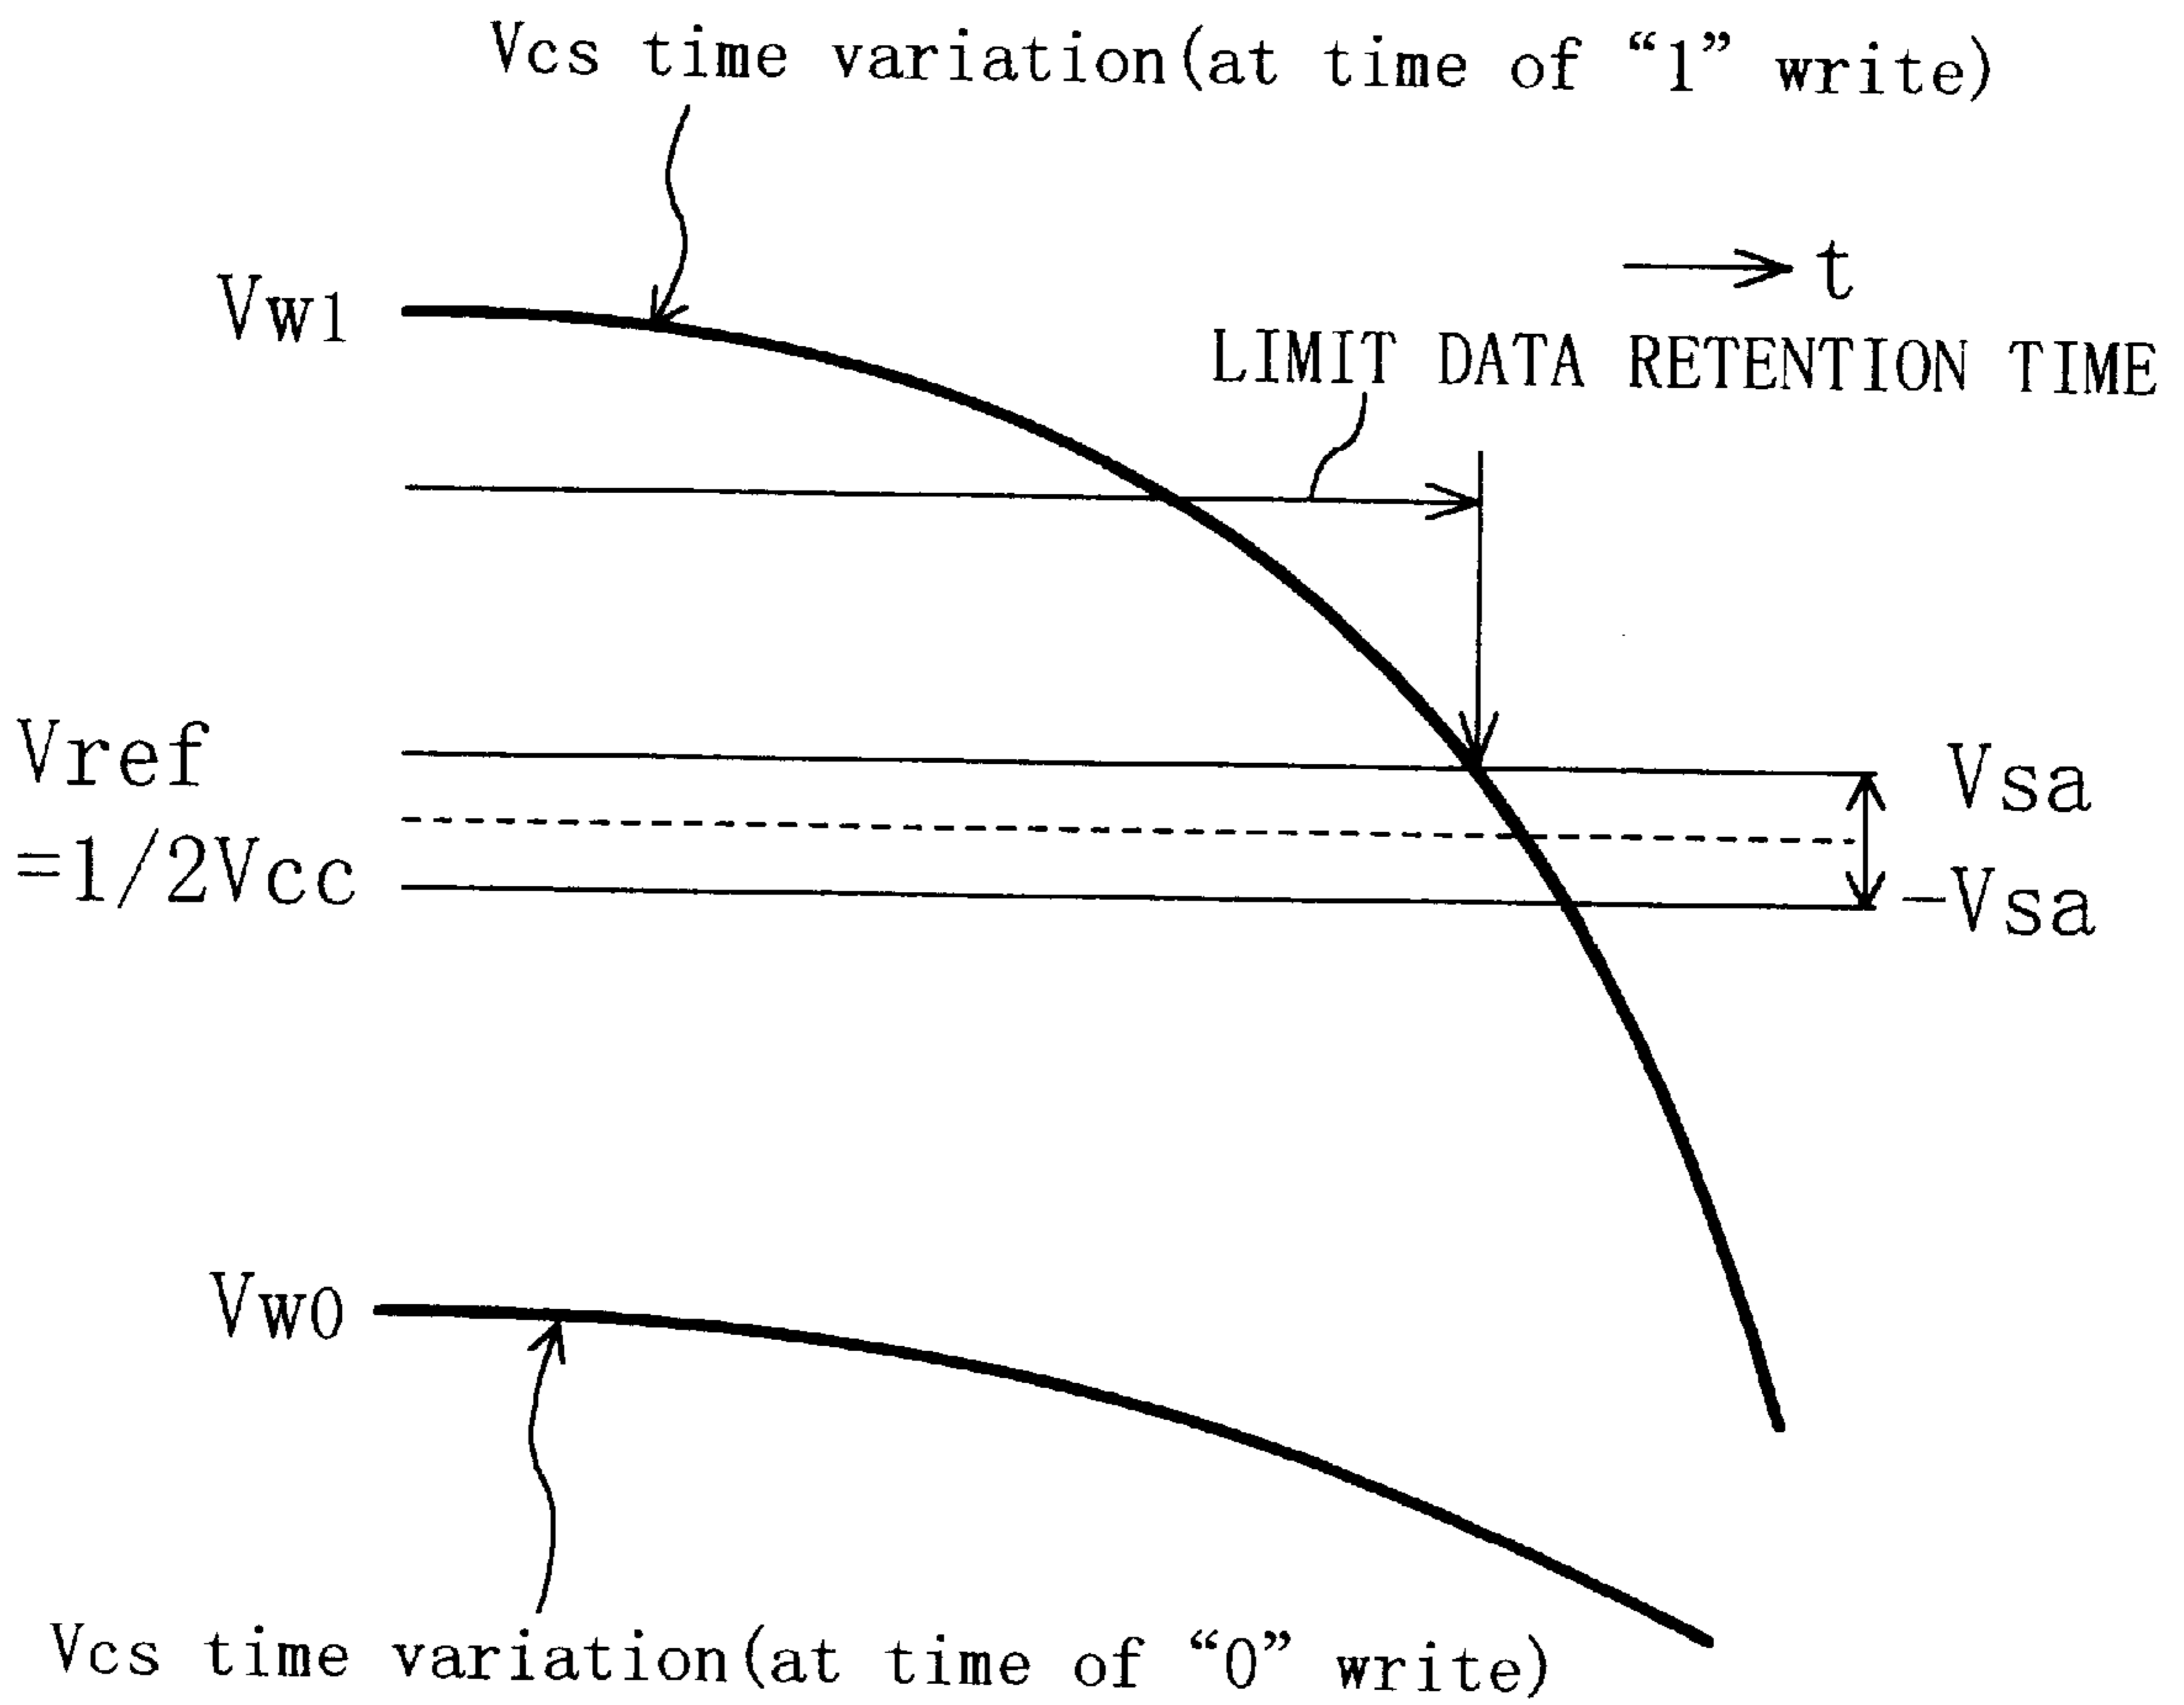 Vcs time variation(at time of “1” write)
t
Vw1
LIMIT DATA RETENTION TIME
Vref
=1/2Vcc
Vsa
-Vsa
Vw0
Vcs time variation(at time of “0” write)